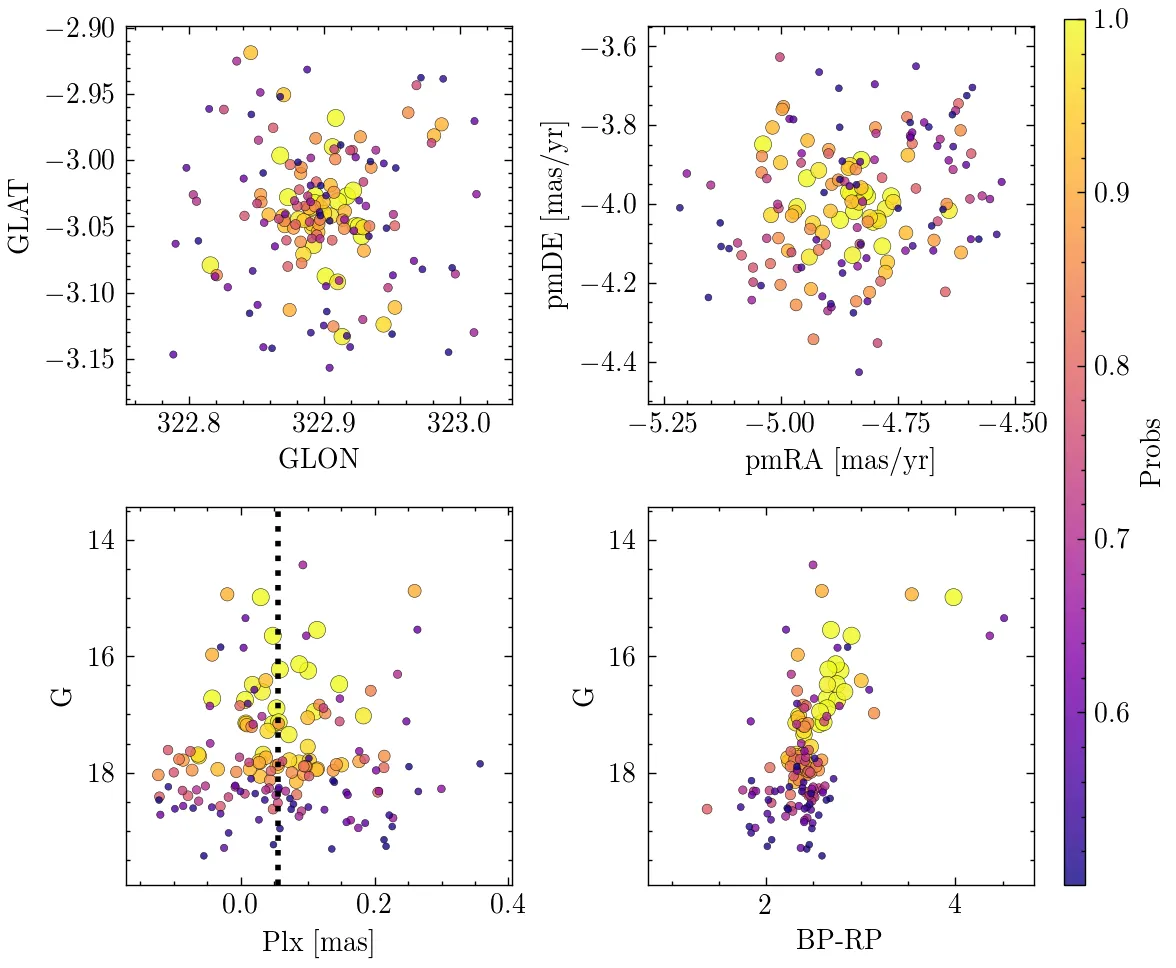 −2.90
−2.95
−3.00
−3.05
−3.10
−3.15
GLAT
322.8 322.9 323.0
GLON
−3.6
−3.8
−4.0
−4.2
−4.4
pmDE [mas/yr]
−5.25 −5.00 −4.75 −4.50
pmRA [mas/yr]
14
16
18
G
0.0 0.2 0.4
Plx [mas]
14
16
18
G
2 4
BP-RP
1.0
0.9
0.8
0.7
0.6
Probs